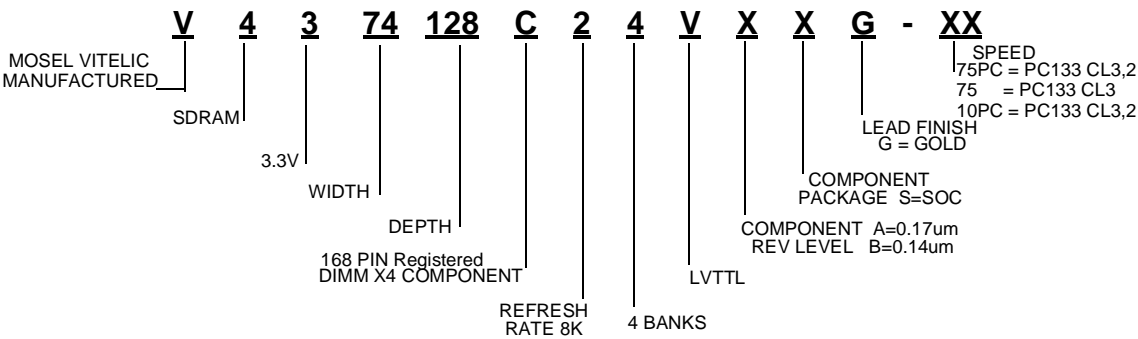 V 4 3 74 128 C 2 4 V X X G - XX
MOSEL VITELIC
MANUFACTURED
SDRAM
3.3V
WIDTH
DEPTH
168 PIN Registered
DIMM X4 COMPONENT
REFRESH
RATE 8K
4 BANKS
LVTTL
COMPONENT A=0.17um
REV LEVEL B=0.14um
COMPONENT
PACKAGE S=SOC
LEAD FINISH
G = GOLD
SPEED
75PC = PC133 CL3,2
75 = PC133 CL3
10PC = PC133 CL3,2